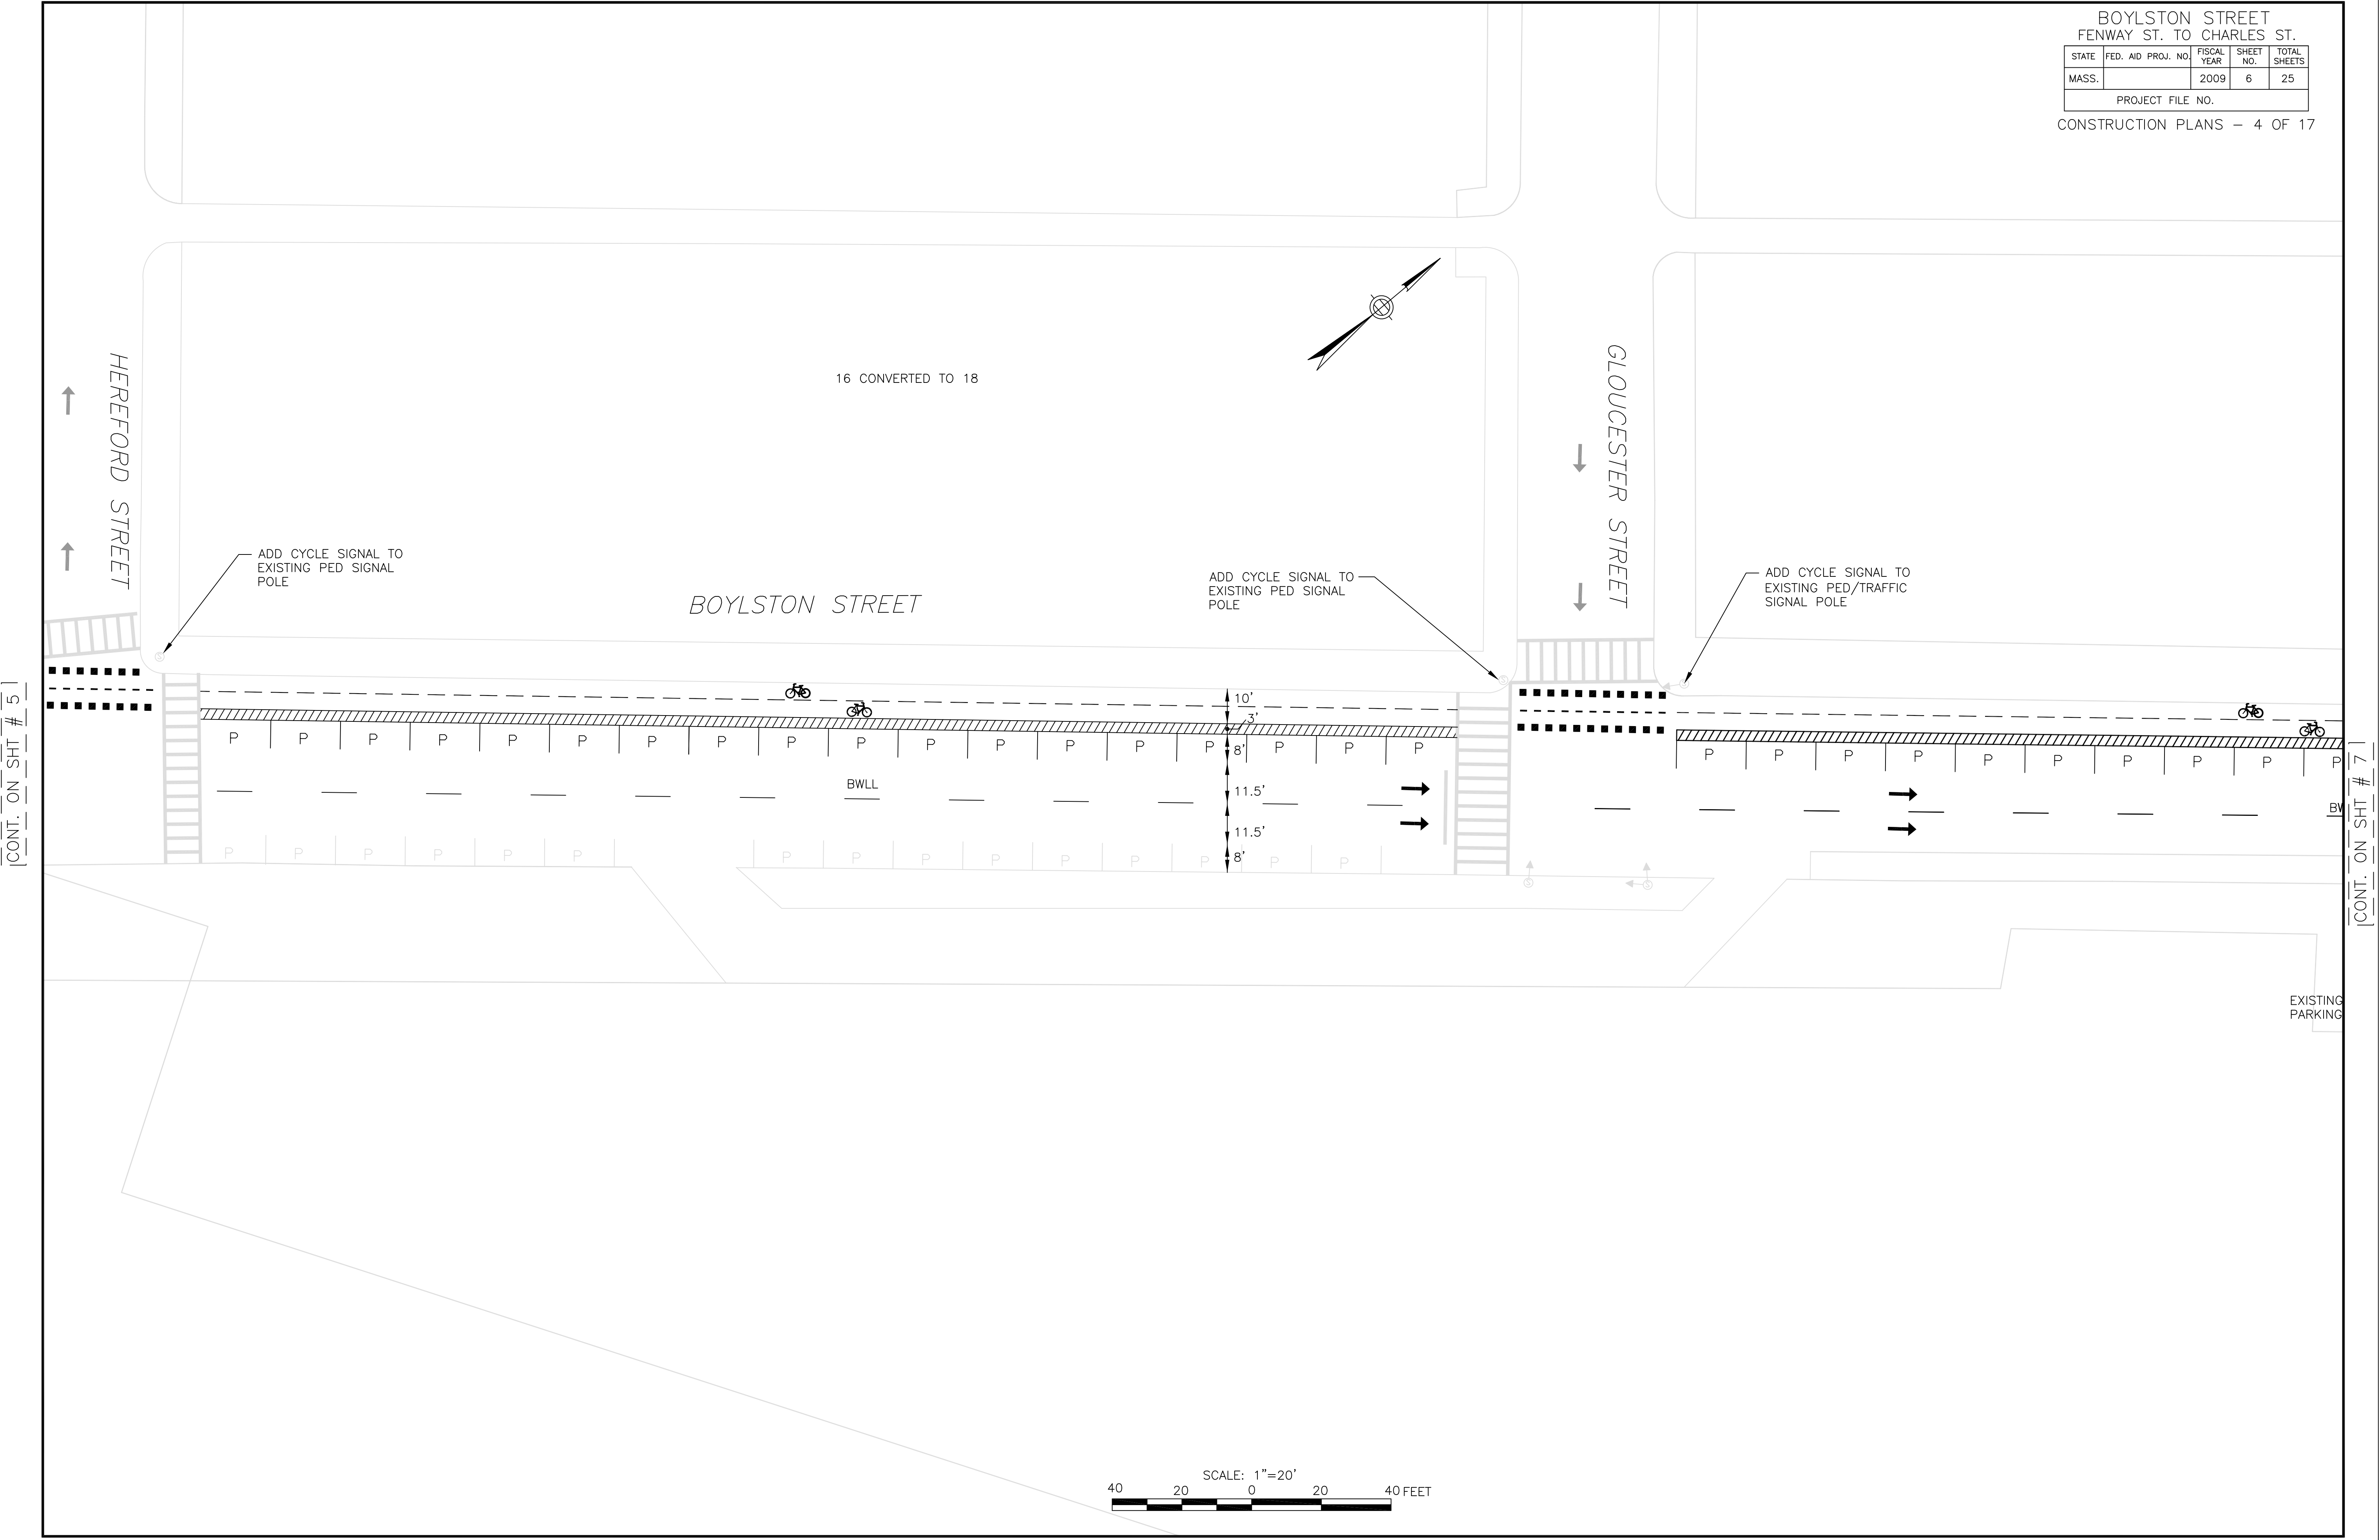 BOYLSTON STREET
FENWAY ST. TO CHARLES ST.
STATE FED. AID PROJ. NO. FISCAL YEAR SHEET NO. TOTAL SHEETS
MASS. 2009 6 25
PROJECT FILE NO.
CONSTRUCTION PLANS - 4 OF 17
HEREFORD STREET
16 CONVERTED TO 18
GLOUCESTER STREET
ADD CYCLE SIGNAL TO
EXISTING PED SIGNAL
POLE
BOYLSTON STREET
ADD CYCLE SIGNAL TO
EXISTING PED SIGNAL
POLE
ADD CYCLE SIGNAL TO
EXISTING PED/TRAFFIC
SIGNAL POLE
CONT. ON SHT # 5
10'
3'
P P P P P P P P P P P P P P P P P P
8'
P P P P P P P P P P
BWLL
11.5'
BW
11.5'
P P P P P P P P P P P P P P P
8'
CONT. ON SHT # 7
EXISTING
PARKING
SCALE: 1"=20'
40 20 0 20 40 FEET